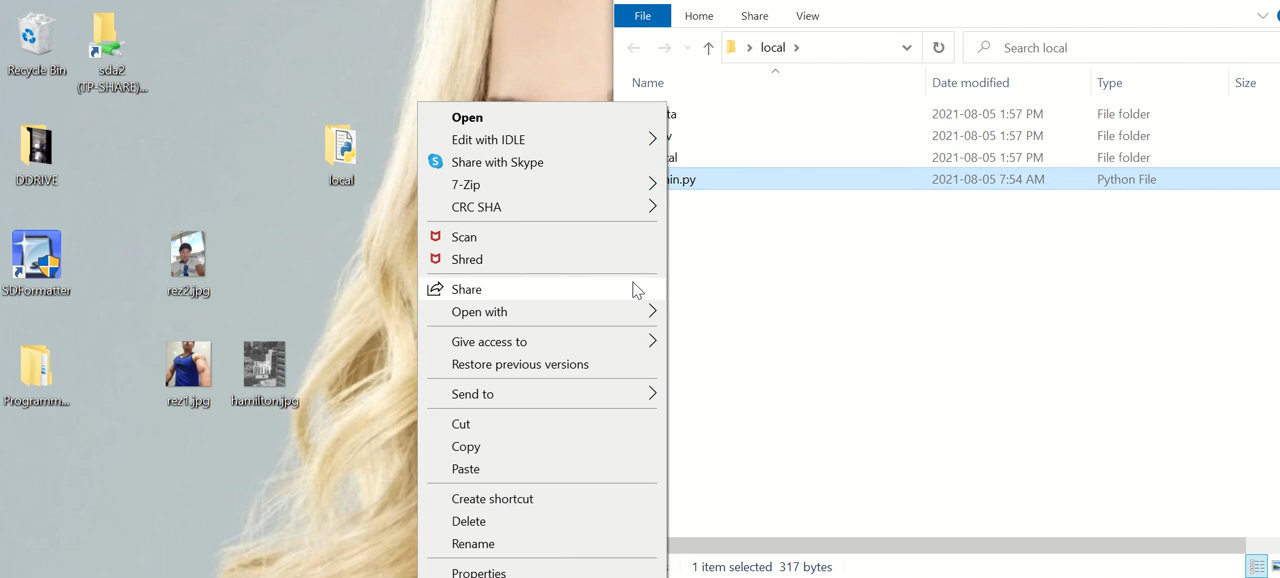 Recycle Bin
sda2
(TP-SHARE)...
DDRIVE
local
SDFormatter
rez2.jpg
Programm...
rez1.jpg
hamilton.jpg
Open
Edit with IDLE
Share with Skype
7-Zip
CRC SHA
Scan
Shred
Share
Open with
Give access to
Restore previous versions
Send to
Cut
Copy
Paste
Create shortcut
Delete
Rename
Properties
File Home Share View
local
Search local
Name Date modified Type Size
2021-08-05 1:57 PM File folder
2021-08-05 1:57 PM File folder
2021-08-05 1:57 PM File folder
2021-08-05 7:54 AM Python File
1 item selected 317 bytes